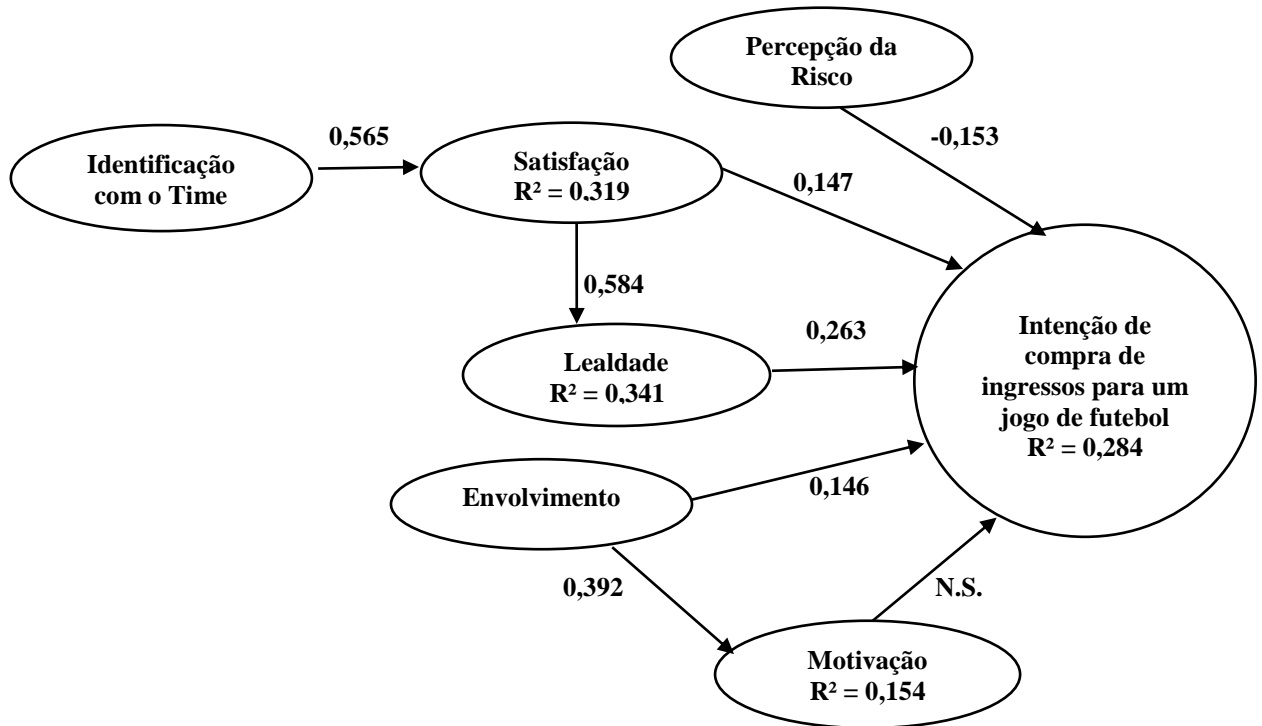 Percepção da
Risco
-0,153
0,565
Identificação
com o Time
Satisfação
R² = 0,319
0,147
0,584
Lealdade
R² = 0,341
0,263
Intenção de
compra de
ingressos para um
jogo de futebol
R² = 0,284
Envolvimento
0,146
0,392
N.S.
Motivação
R² = 0,154